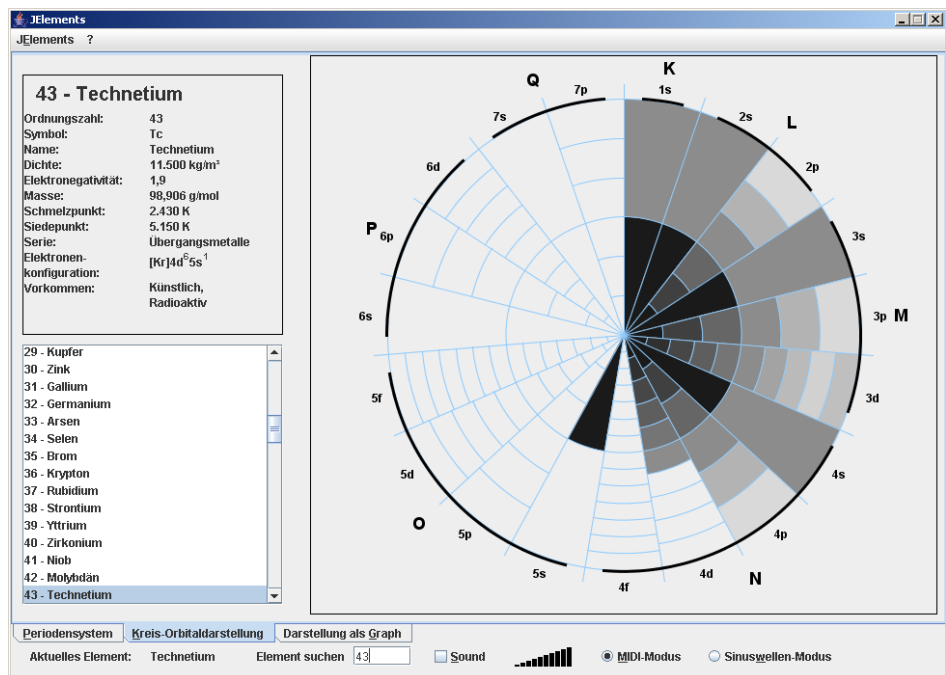 JElements
JElements ?
43 - Technetium
Ordnungszahl: 43
Symbol: Tc
Name: Technetium
Dichte: 11.500 kg/m³
Elektronegativität: 1,9
Masse: 98,906 g/mol
Schmelzpunkt: 2.430 K
Siedepunkt: 5.150 K
Serie: Übergangsmetalle
Elektronen-
konfiguration: [Kr]4d⁶5s¹
Vorkommen: Künstlich,
Radioaktiv
29 - Kupfer
30 - Zink
31 - Gallium
32 - Germanium
33 - Arsen
34 - Selen
35 - Brom
36 - Krypton
37 - Rubidium
38 - Strontium
39 - Yttrium
40 - Zirkonium
41 - Niob
42 - Molybdän
43 - Technetium
K
1s
2s
L
2p
3s
3p M
3d
4s
4p
N
4d
4f
5s
5p
O
5d
5f
6s
P 6p
6d
7s
Q
7p
Periodensystem Kreis-Orbitaldarstellung Darstellung als Graph
Aktuelles Element: Technetium Element suchen 43 Sound MIDI-Modus Sinuswellen-Modus